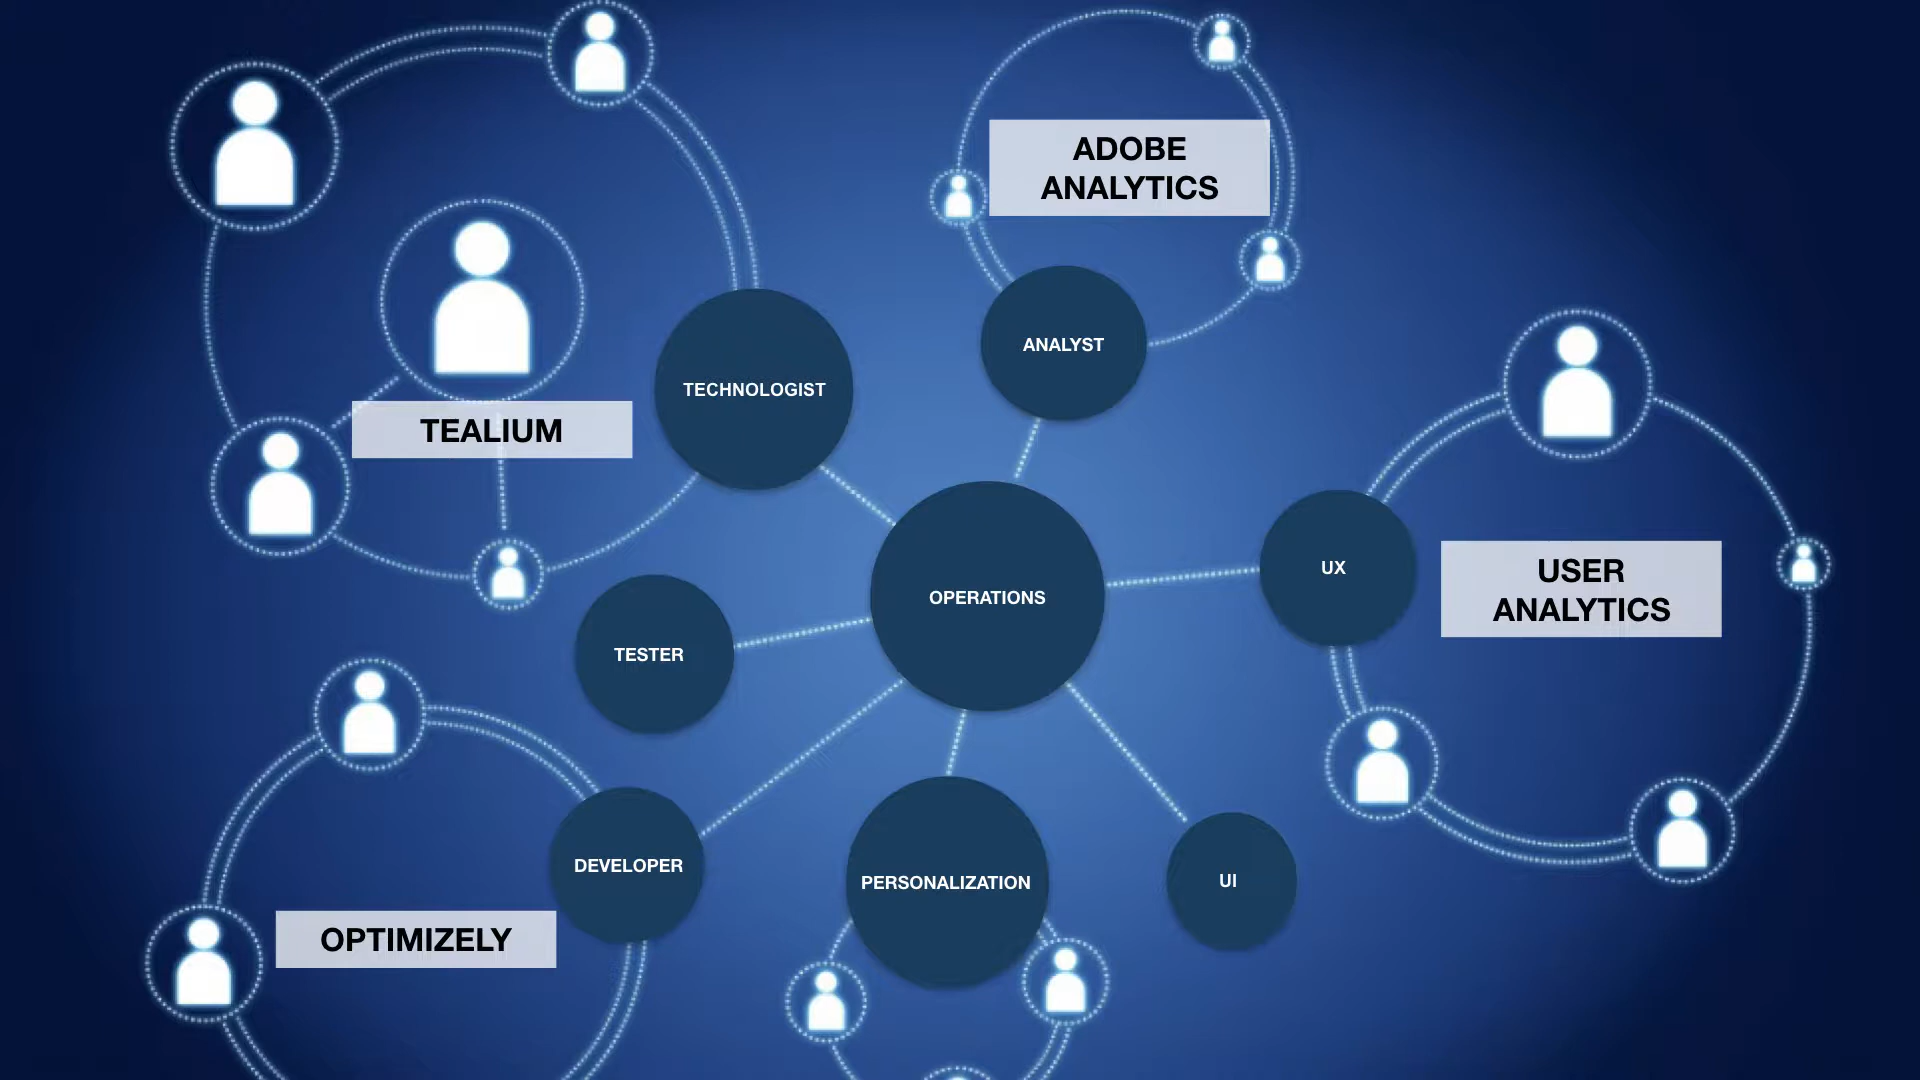 ADOBE
ANALYTICS
ANALYST
TECHNOLOGIST
TEALIUM
OPERATIONS
UX
USER
ANALYTICS
TESTER
DEVELOPER
PERSONALIZATION
UI
OPTIMIZELY